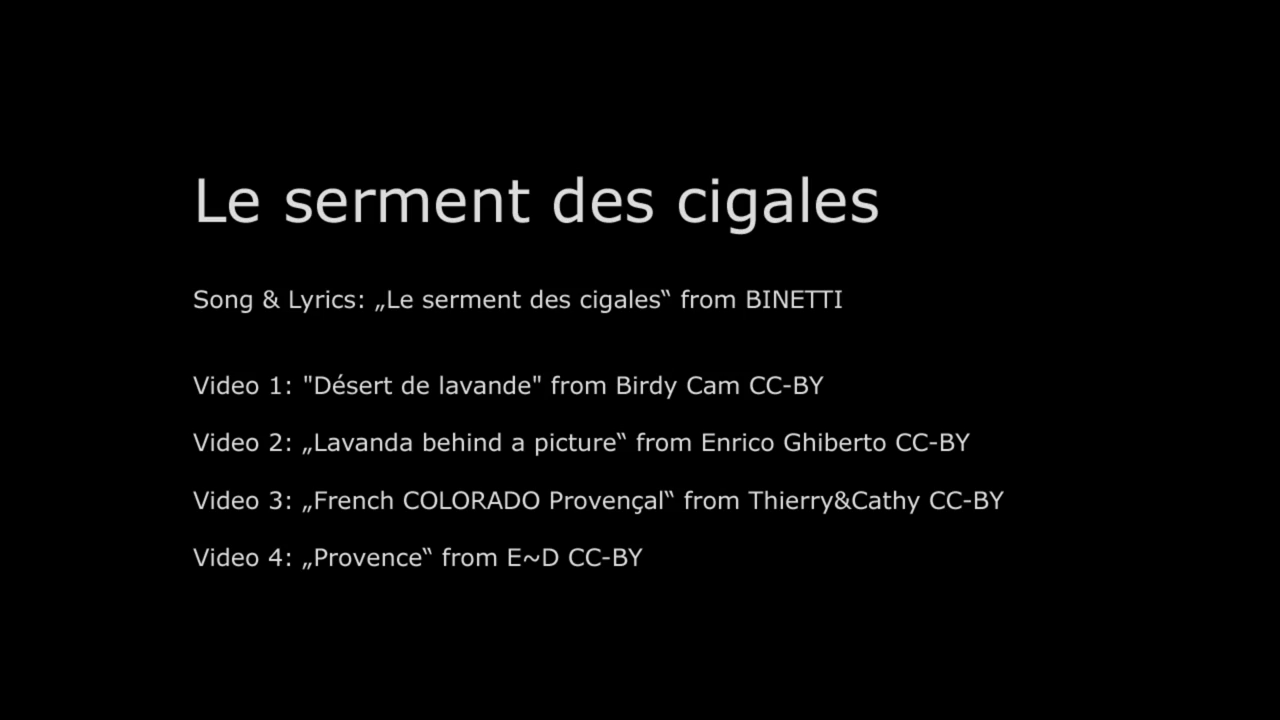 Le serment des cigales
Song & Lyrics: „Le serment des cigales‟ from BINETTI
Video 1: "Désert de lavande" from Birdy Cam CC-BY
Video 2: „Lavanda behind a picture‟ from Enrico Ghiberto CC-BY
Video 3: „French COLORADO Provençal‟ from Thierry&Cathy CC-BY
Video 4: „Provence‟ from E~D CC-BY